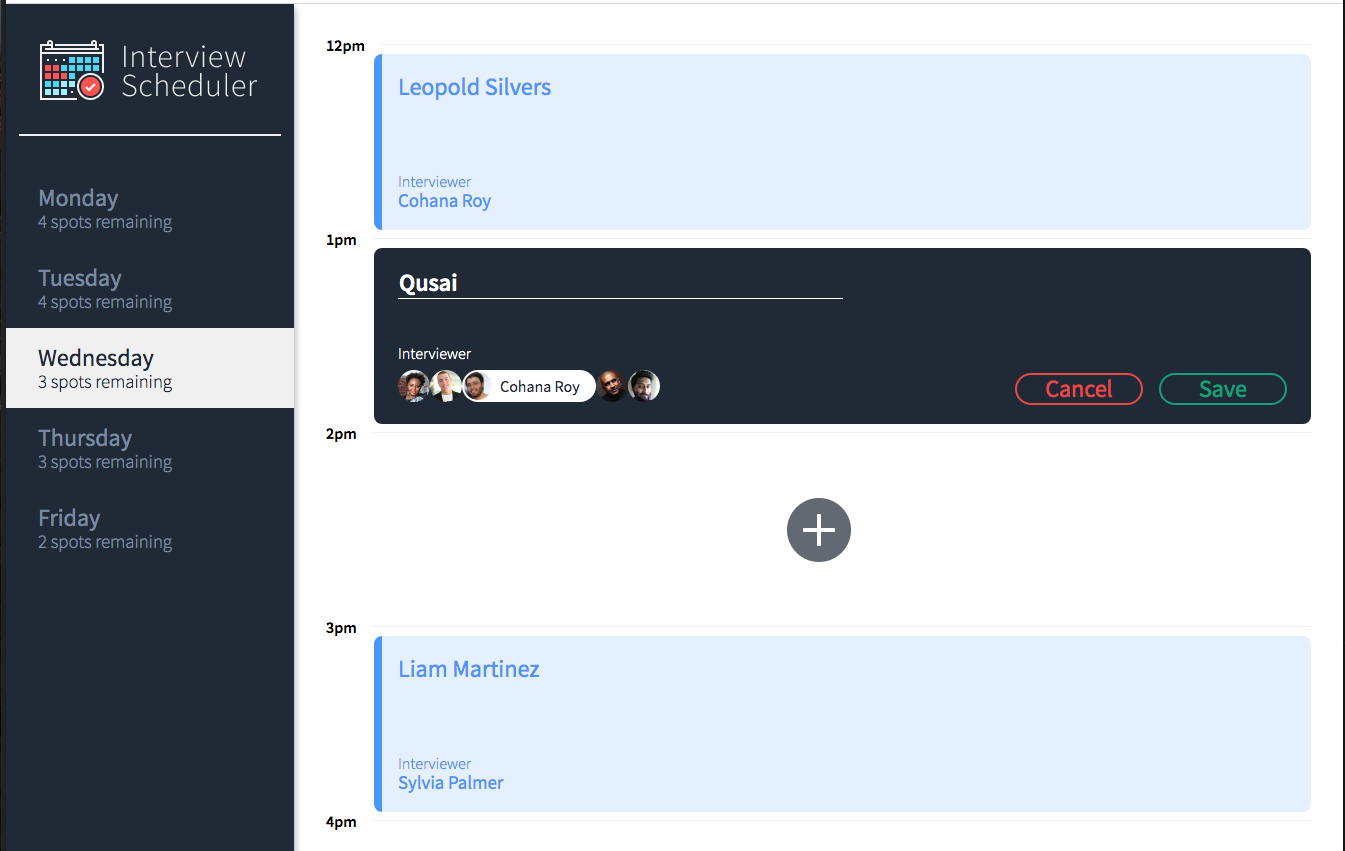 Interview
Scheduler
Monday
4 spots remaining
Tuesday
4 spots remaining
Wednesday
3 spots remaining
Thursday
3 spots remaining
Friday
2 spots remaining
12pm
Leopold Silvers
Interviewer
Cohana Roy
1pm
Qusai
Interviewer
Cohana Roy
Cancel
Save
2pm
3pm
Liam Martinez
Interviewer
Sylvia Palmer
4pm